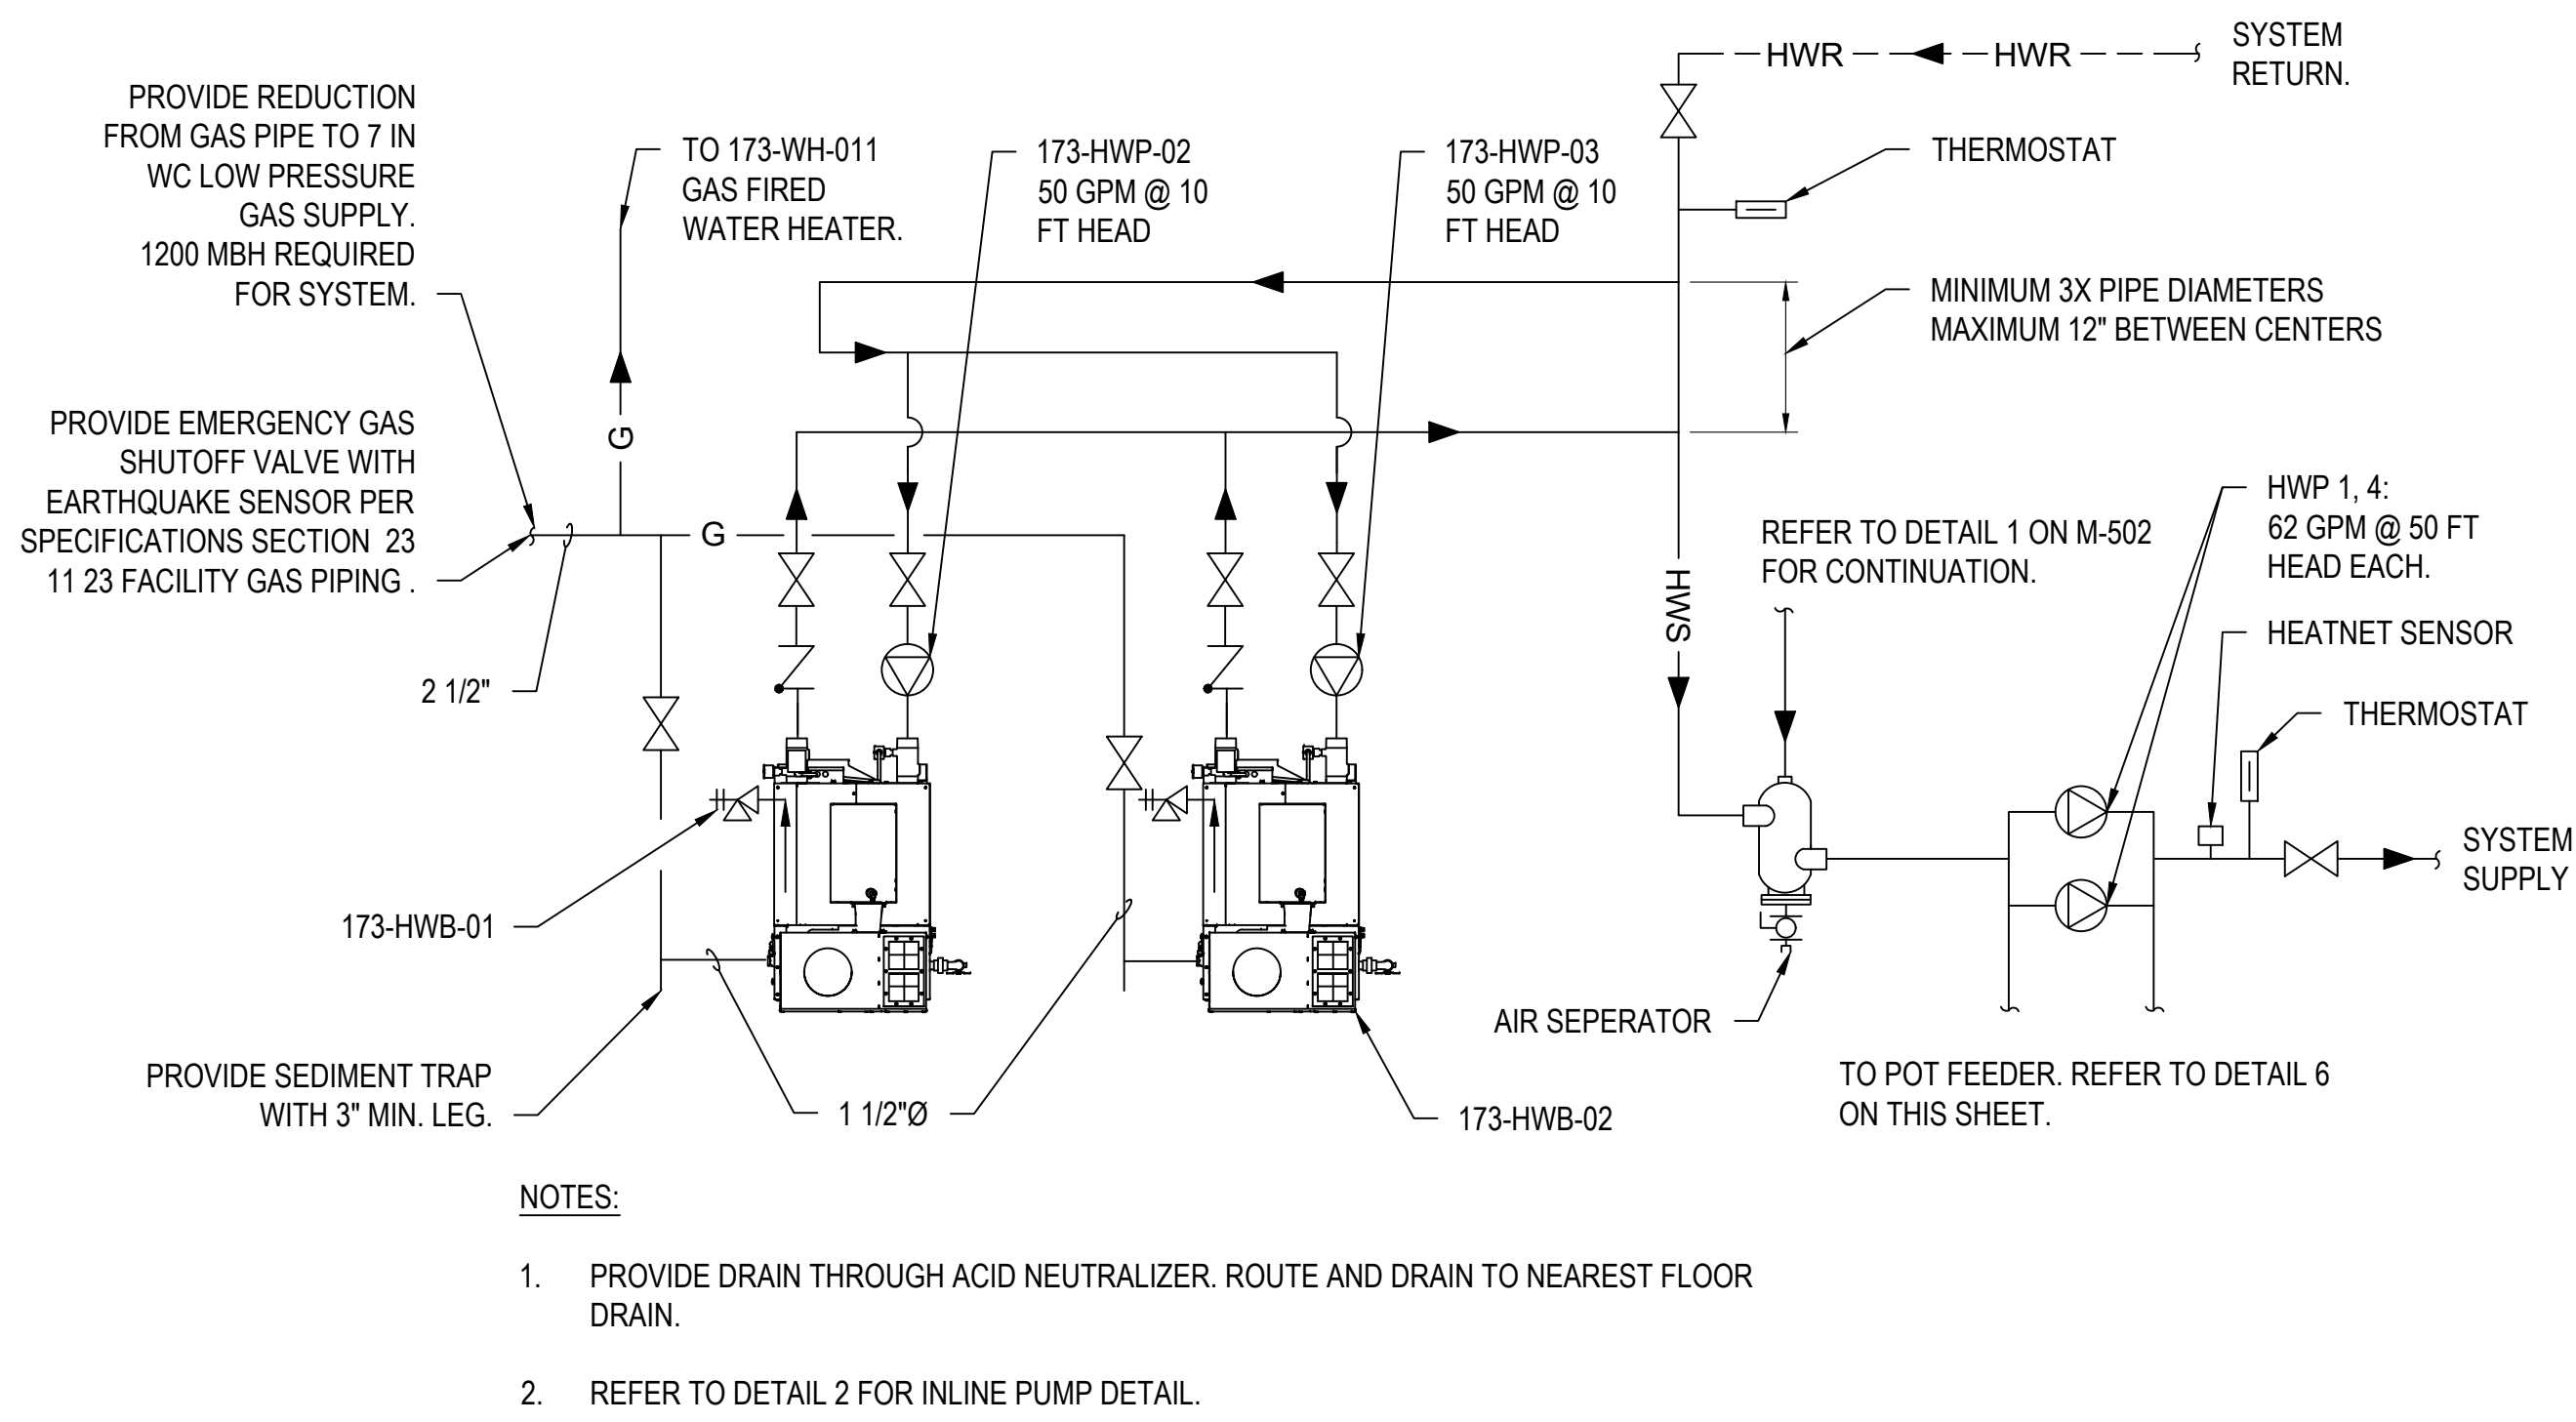 HWR
HWR
SYSTEM
RETURN.
PROVIDE REDUCTION
FROM GAS PIPE TO 7 IN
WC LOW PRESSURE
GAS SUPPLY.
1200 MBH REQUIRED
FOR SYSTEM.
TO 173-WH-011
GAS FIRED
WATER HEATER.
173-HWP-02
50 GPM @ 10
FT HEAD
173-HWP-03
50 GPM @ 10
FT HEAD
THERMOSTAT
MINIMUM 3X PIPE DIAMETERS
MAXIMUM 12" BETWEEN CENTERS
PROVIDE EMERGENCY GAS
SHUTOFF VALVE WITH
EARTHQUAKE SENSOR PER
SPECIFICATIONS SECTION 23
11 23 FACILITY GAS PIPING .
G
G
HWS
REFER TO DETAIL 1 ON M-502
FOR CONTINUATION.
HWP 1, 4:
62 GPM @ 50 FT
HEAD EACH.
HEATNET SENSOR
THERMOSTAT
2 1/2"
SYSTEM
SUPPLY
173-HWB-01
AIR SEPERATOR
PROVIDE SEDIMENT TRAP
WITH 3" MIN. LEG.
1 1/2"Ø
173-HWB-02
TO POT FEEDER. REFER TO DETAIL 6
ON THIS SHEET.
NOTES:
1. PROVIDE DRAIN THROUGH ACID NEUTRALIZER. ROUTE AND DRAIN TO NEAREST FLOOR
DRAIN.
2. REFER TO DETAIL 2 FOR INLINE PUMP DETAIL.